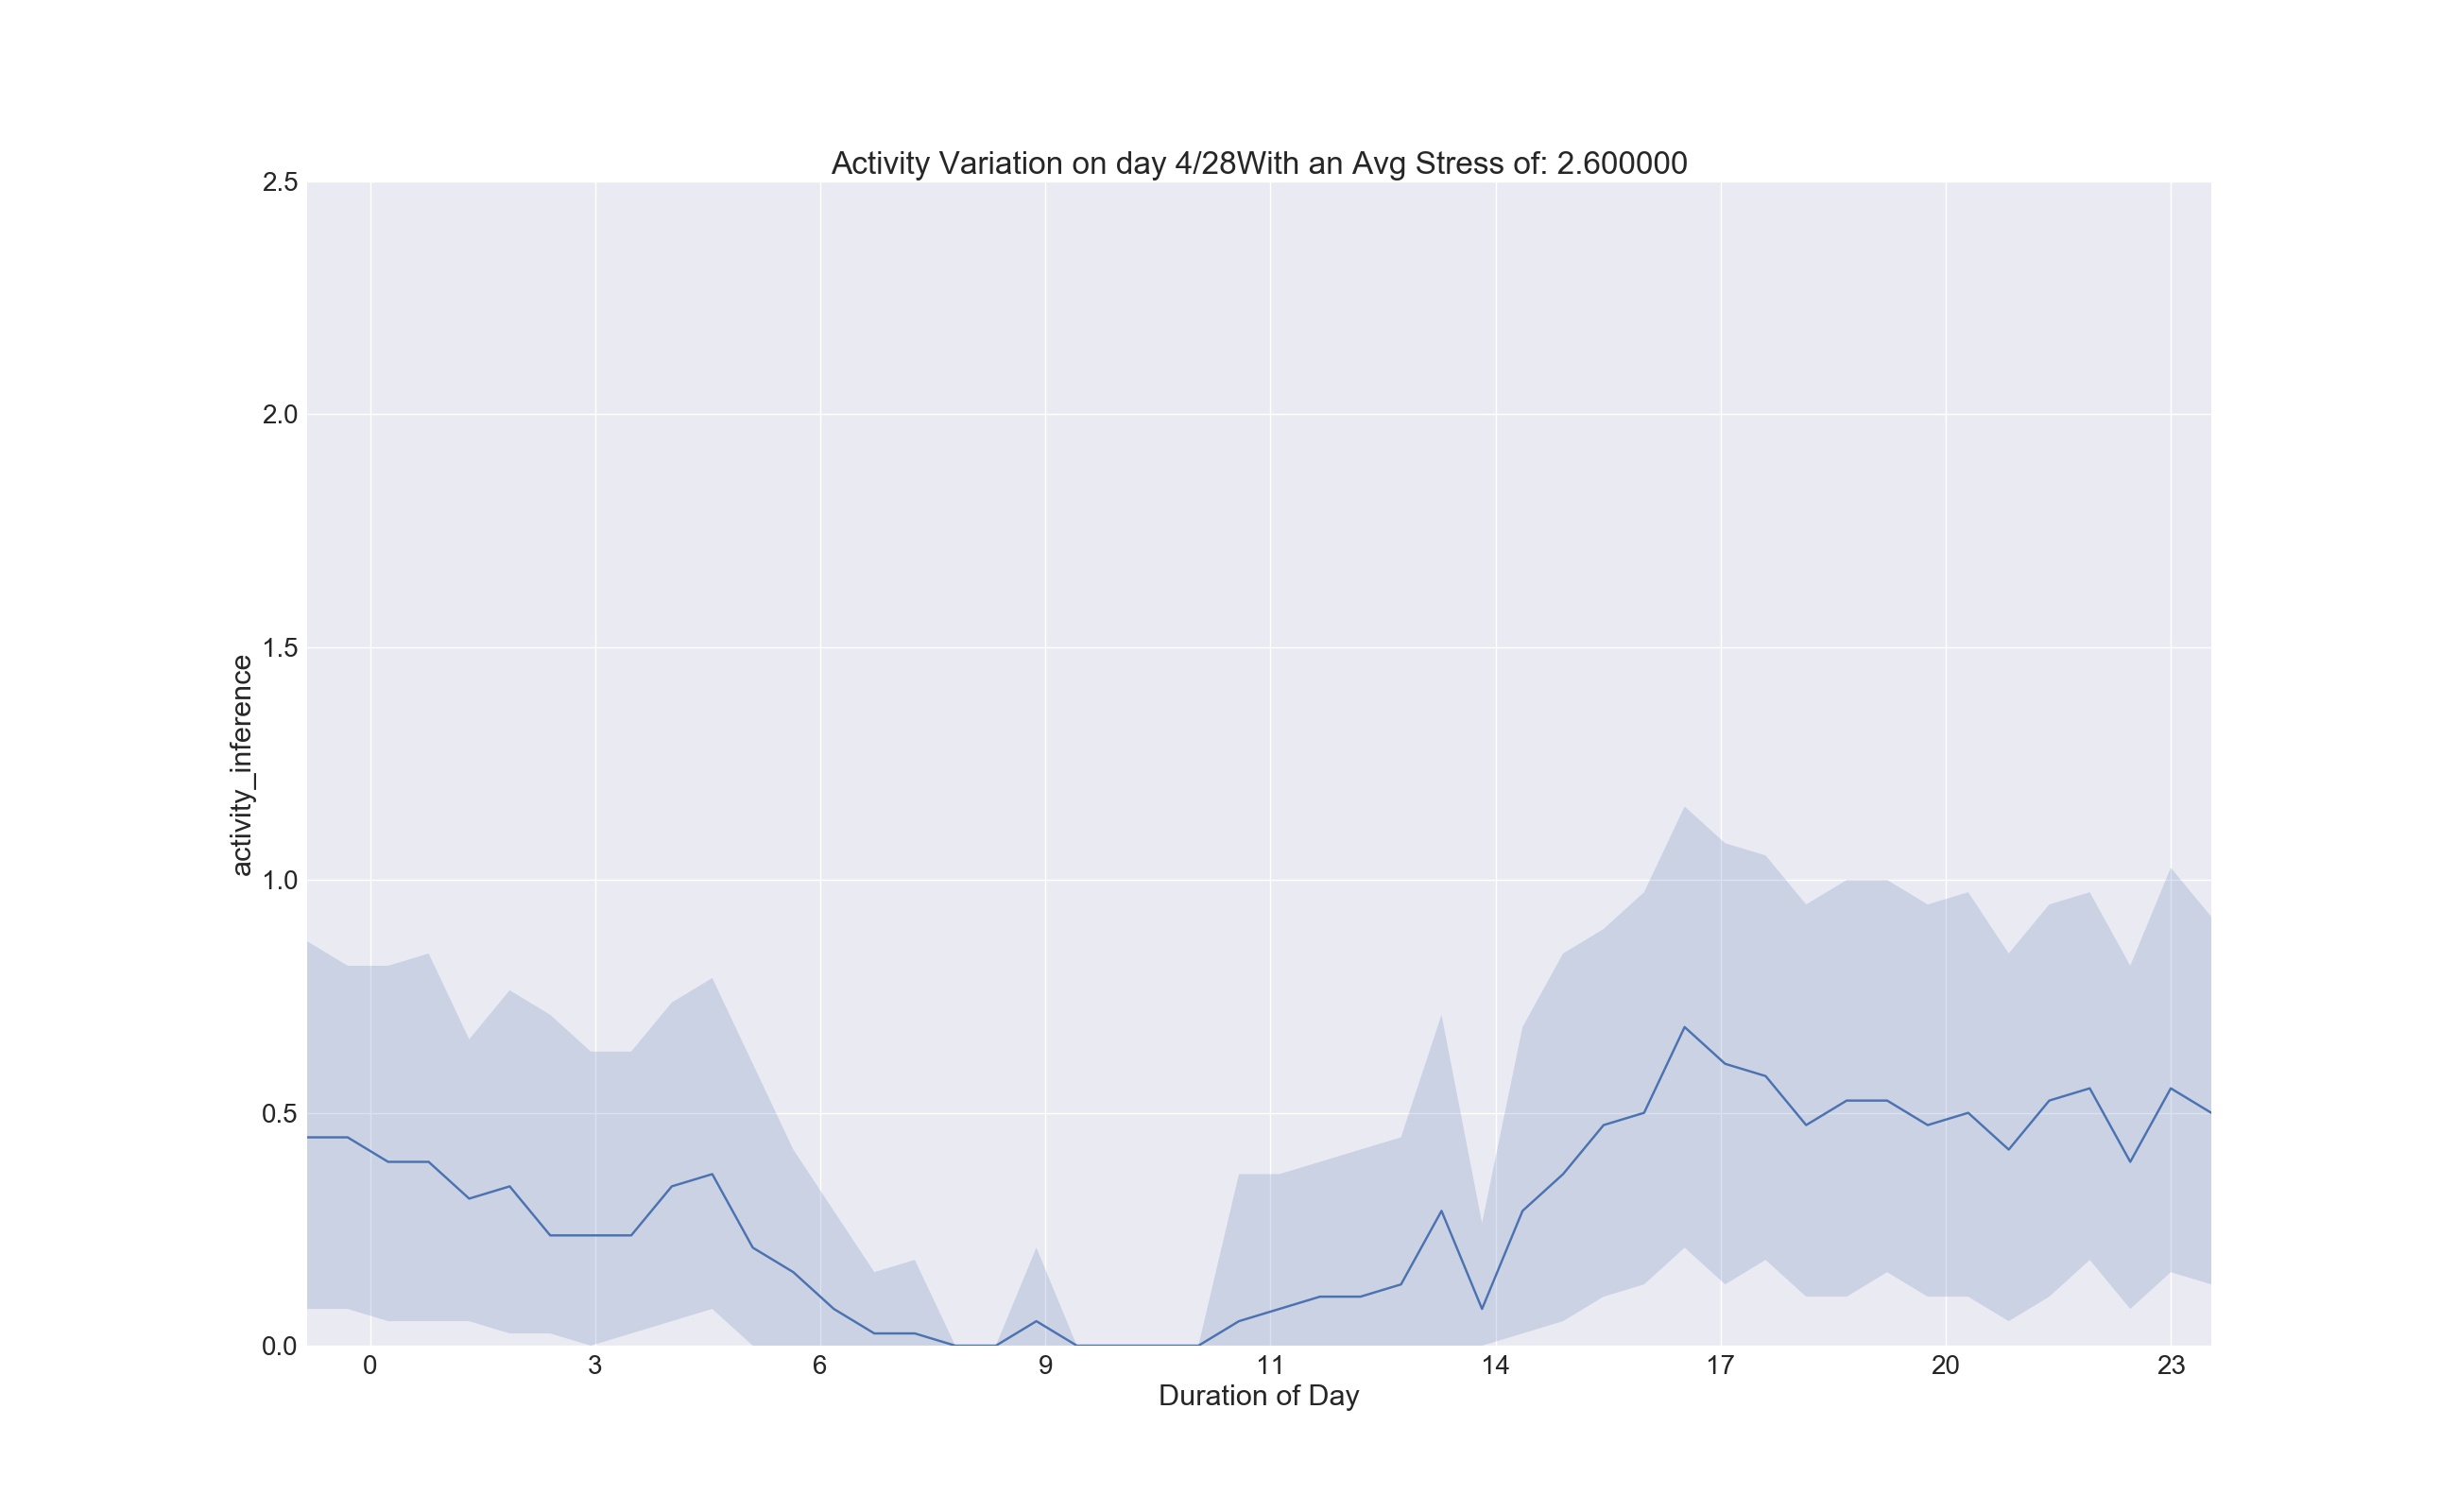 Activity Variation on day 4/28With an Avg Stress of: 2.600000
2.5
2.0
1.5
1.0
0.5
0.0
activity_inference
0 3 6 9 11 14 17 20 23
Duration of Day